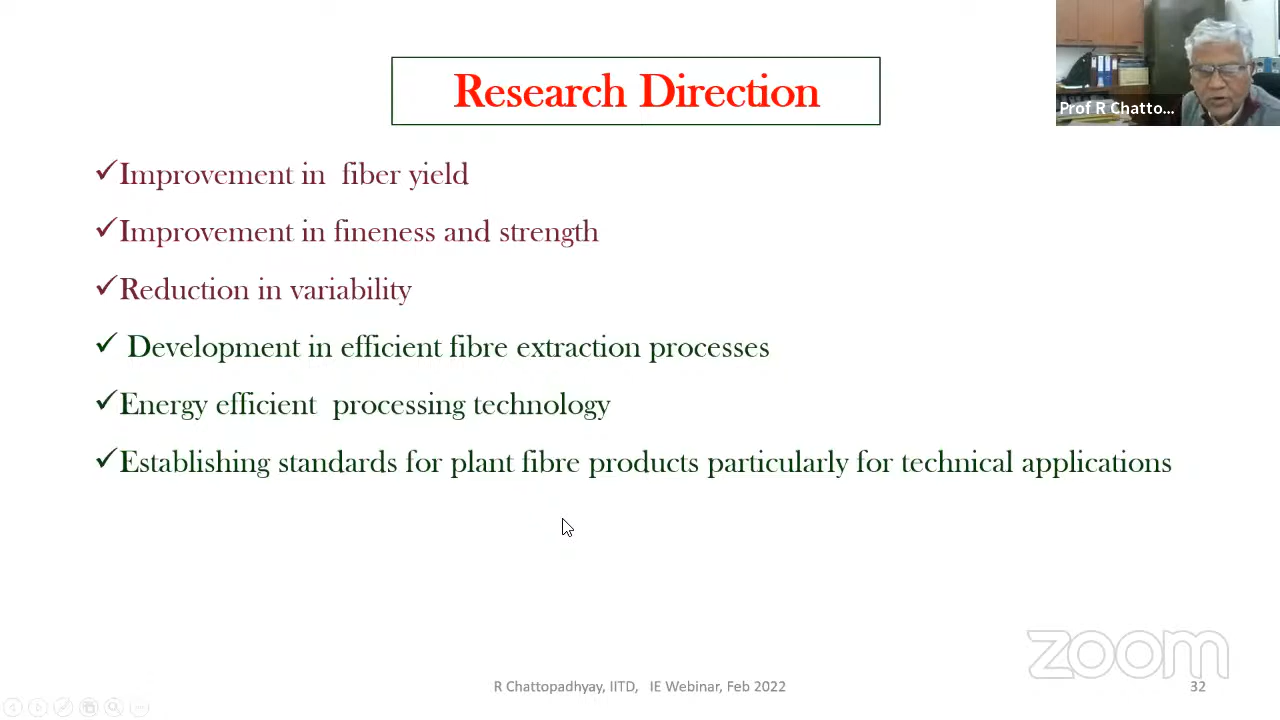 Research Direction
Prof R Chatto...
✓Improvement in fiber yield
✓Improvement in fineness and strength
✓Reduction in variability
✓ Development in efficient fibre extraction processes
✓Energy efficient processing technology
✓Establishing standards for plant fibre products particularly for technical applications
zoom
R Chattopadhyay, IITD, IE Webinar, Feb 2022
32